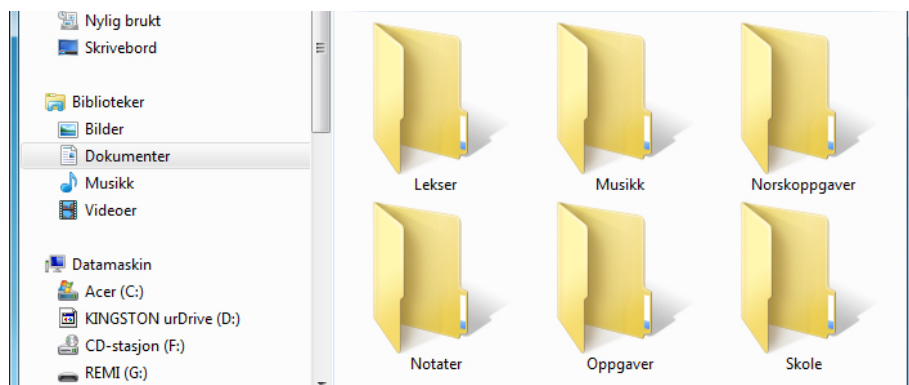 Nylig brukt
Skrivebord
Biblioteker
Bilder
Dokumenter
Musikk
Videoer
Datamaskin
Acer (C:)
KINGSTON urDrive (D:)
CD-stasjon (F:)
REMI (G:)
Lekser
Musikk
Norskoppgaver
Notater
Oppgaver
Skole